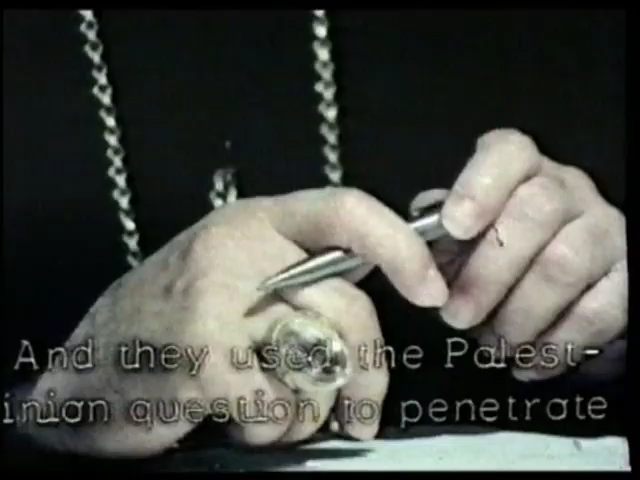 And they used the Palest-
inian question to penetrate